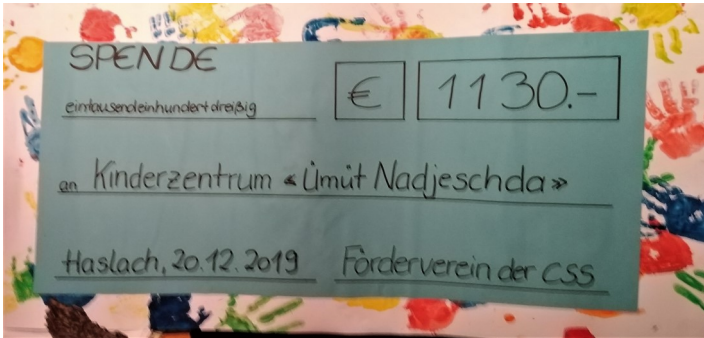 SPENDE
€ 1130.-
eintausendeinhundertdreißig
an Kinderzentrum «Ümüt Nadjeschda»
Haslach, 20.12.2019 Förderverein der CSS